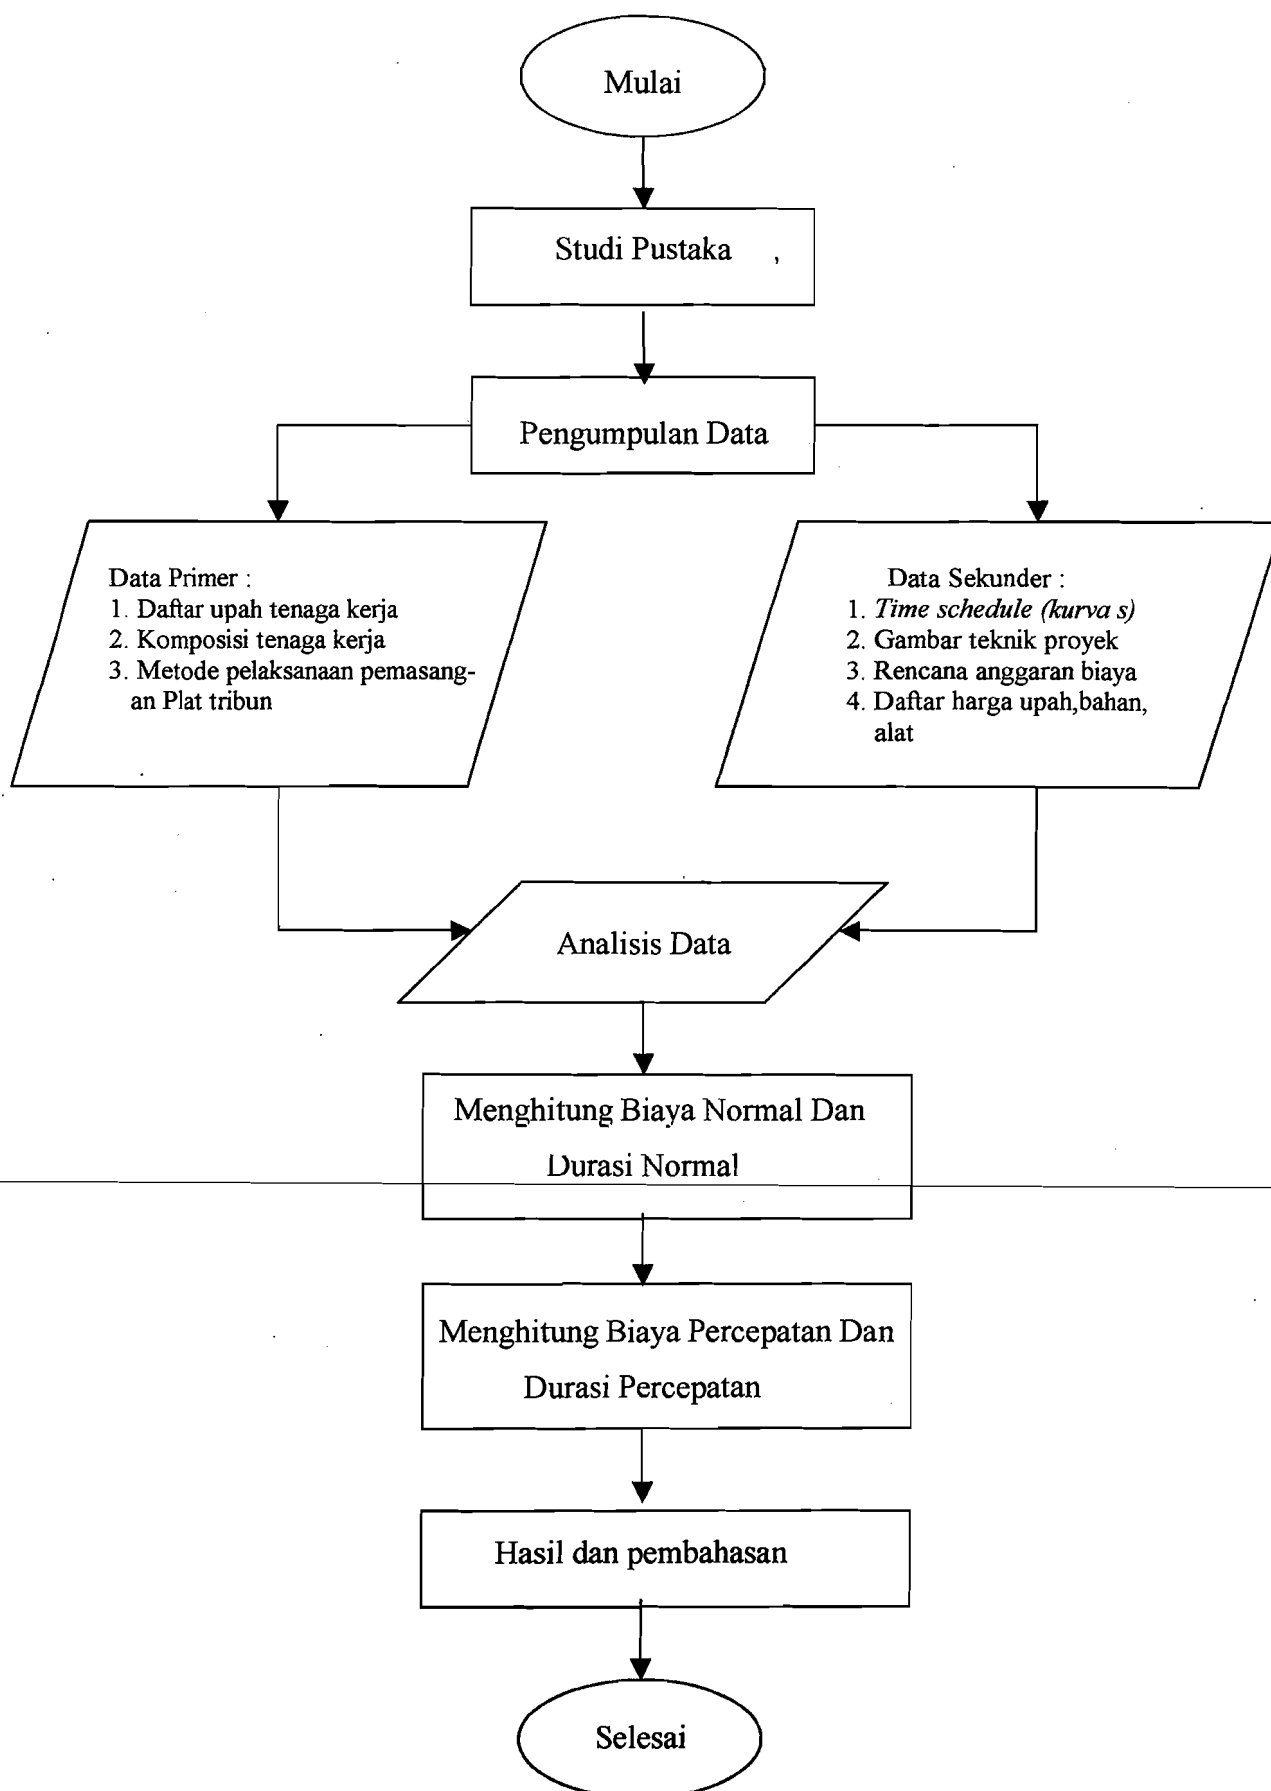 Mulai
Studi Pustaka
Pengumpulan Data
Data Primer :
1. Daftar upah tenaga kerja
2. Komposisi tenaga kerja
3. Metode pelaksanaan pemasang-
an Plat tribun
Data Sekunder :
1. Time schedule (kurva s)
2. Gambar teknik proyek
3. Rencana anggaran biaya
4. Daftar harga upah,bahan,
alat
Analisis Data
Menghitung Biaya Normal Dan
Durasi Normal
Menghitung Biaya Percepatan Dan
Durasi Percepatan
Hasil dan pembahasan
Selesai